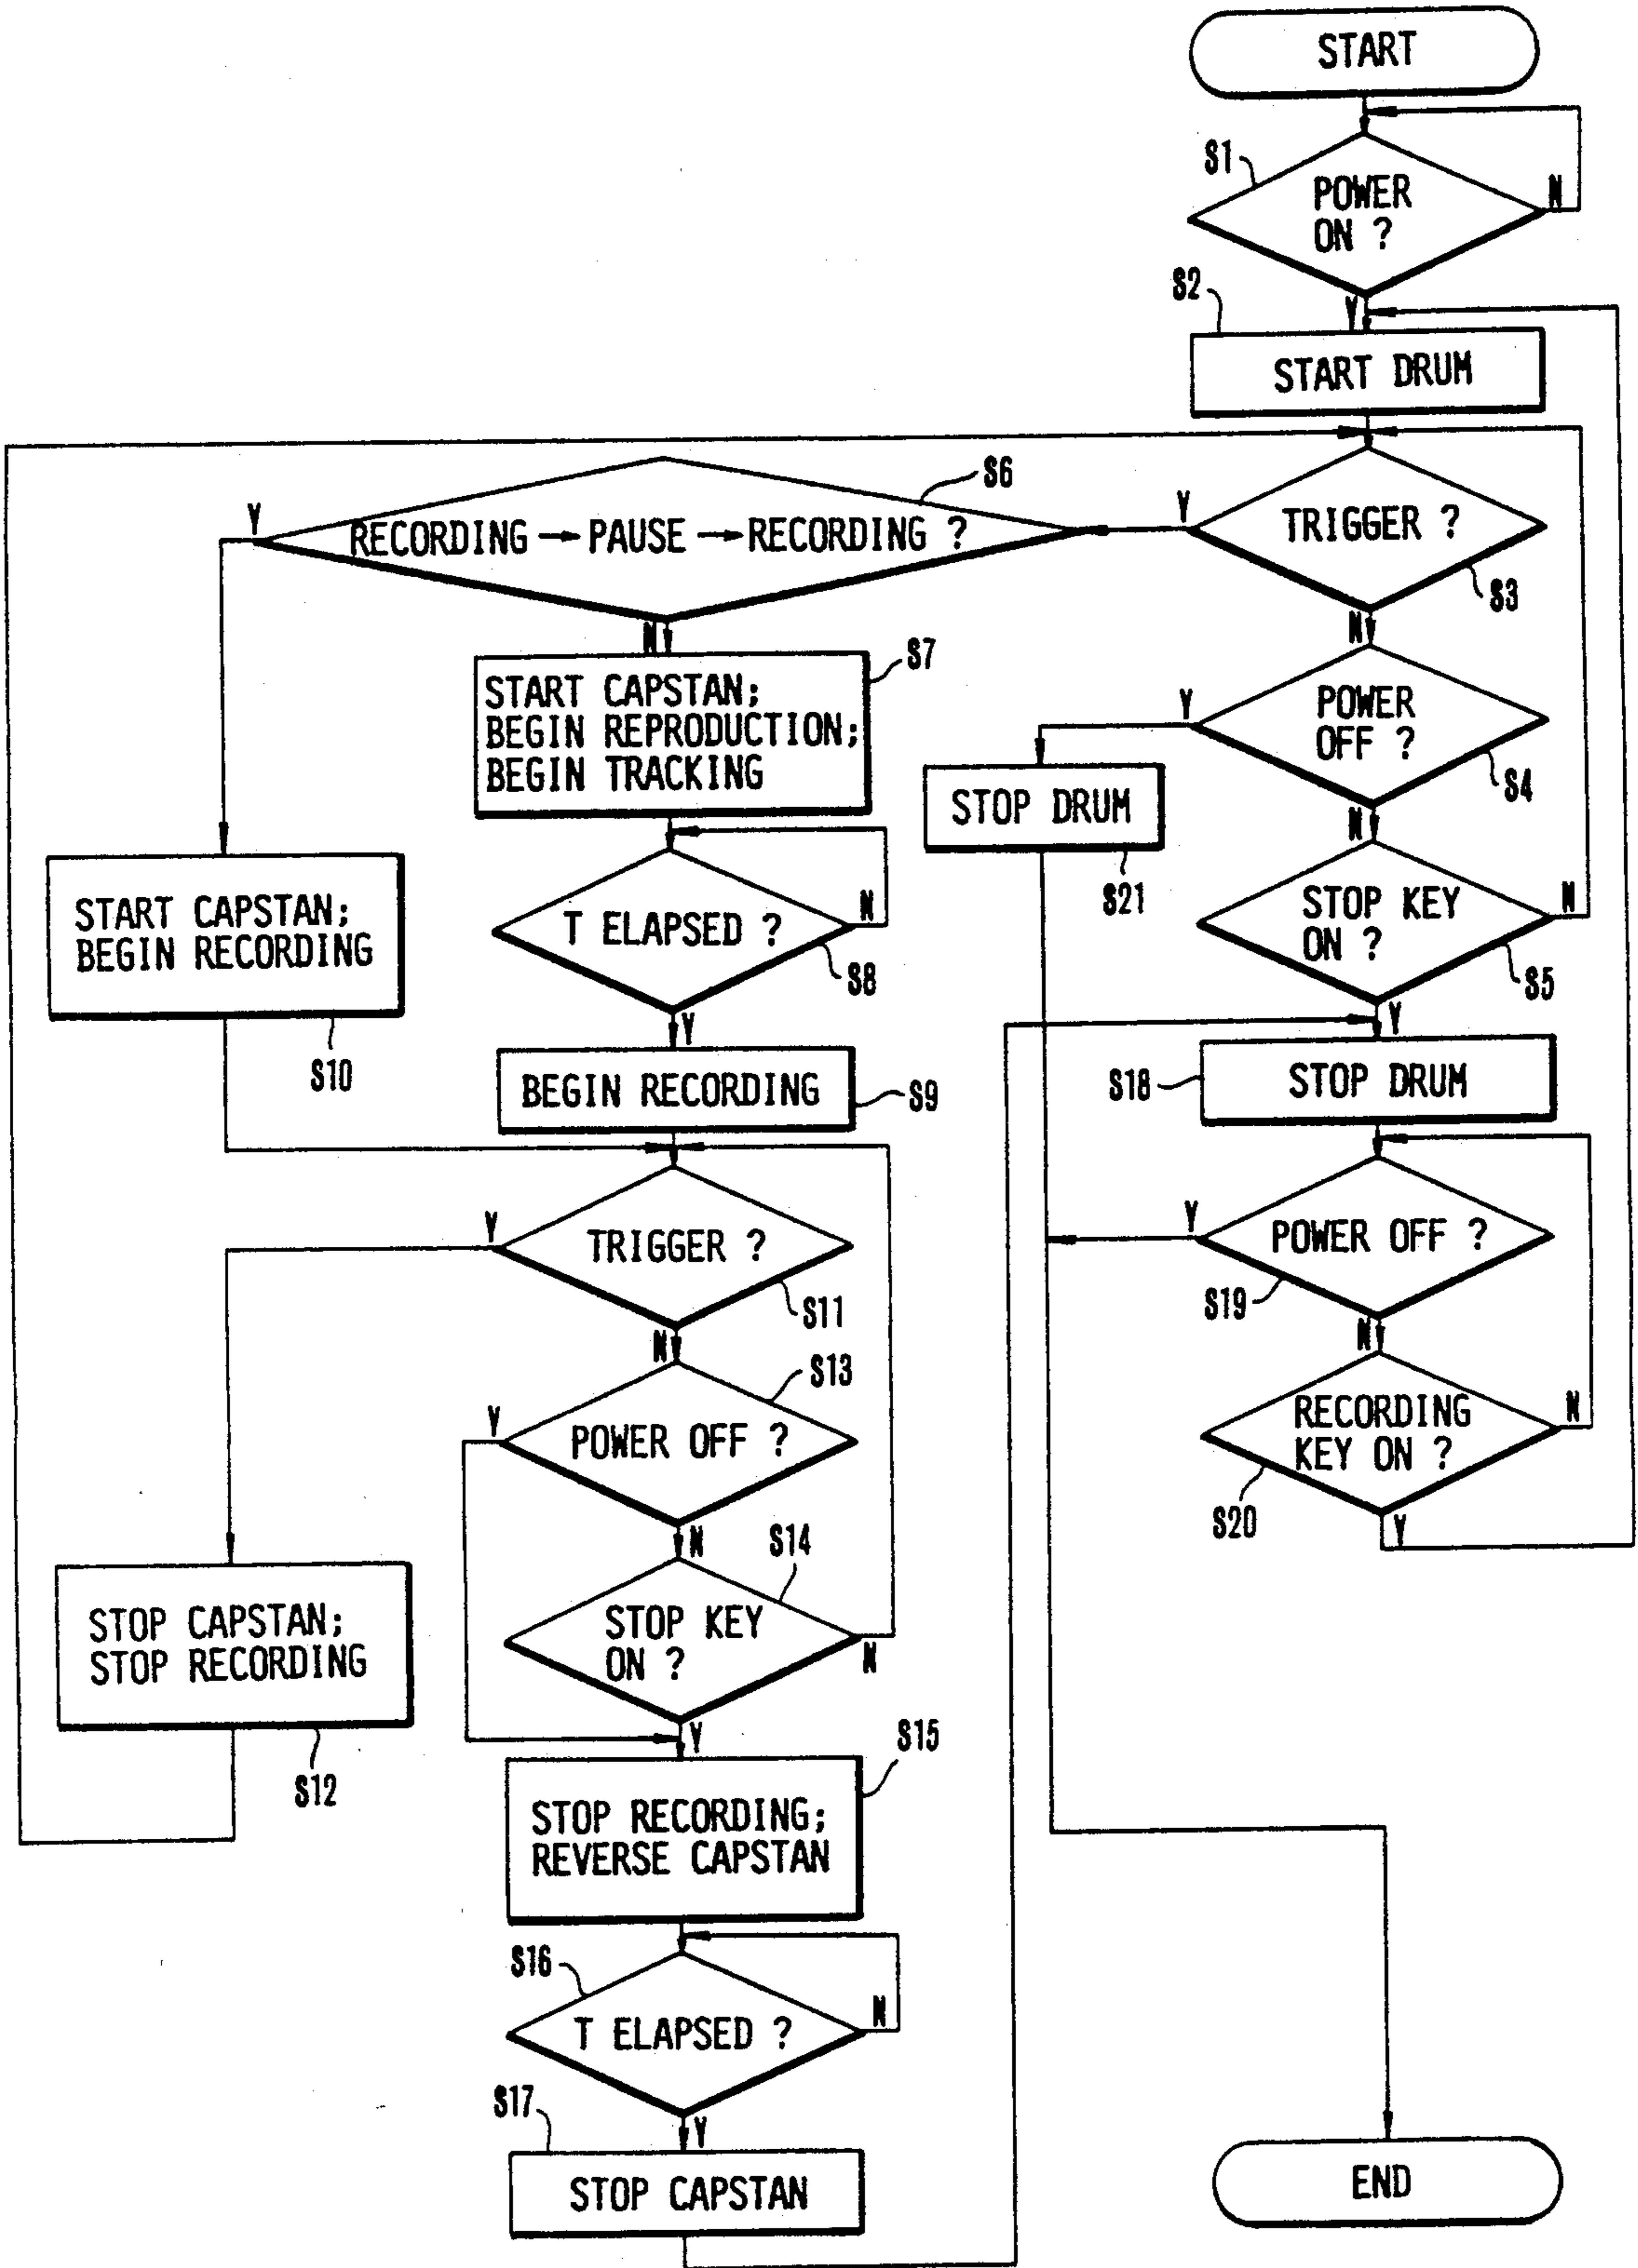 START
S1
POWER
ON ?
N
S2
Y
START DRUM
S6
Y
RECORDING → PAUSE → RECORDING ?
Y
TRIGGER ?
S3
N
N
S7
START CAPSTAN;
BEGIN REPRODUCTION;
BEGIN TRACKING
Y
POWER
OFF ?
S4
STOP DRUM
S21
N
START CAPSTAN;
BEGIN RECORDING
S10
T ELAPSED ?
N
S8
STOP KEY
ON ?
N
S5
Y
Y
BEGIN RECORDING
S9
S18
STOP DRUM
Y
TRIGGER ?
S11
Y
POWER OFF ?
S19
N
N
S13
Y
POWER OFF ?
RECORDING
KEY ON ?
N
S20
Y
N
S14
STOP KEY
ON ?
N
STOP CAPSTAN;
STOP RECORDING
S12
Y
S15
STOP RECORDING;
REVERSE CAPSTAN
S16
T ELAPSED ?
N
S17
Y
STOP CAPSTAN
END